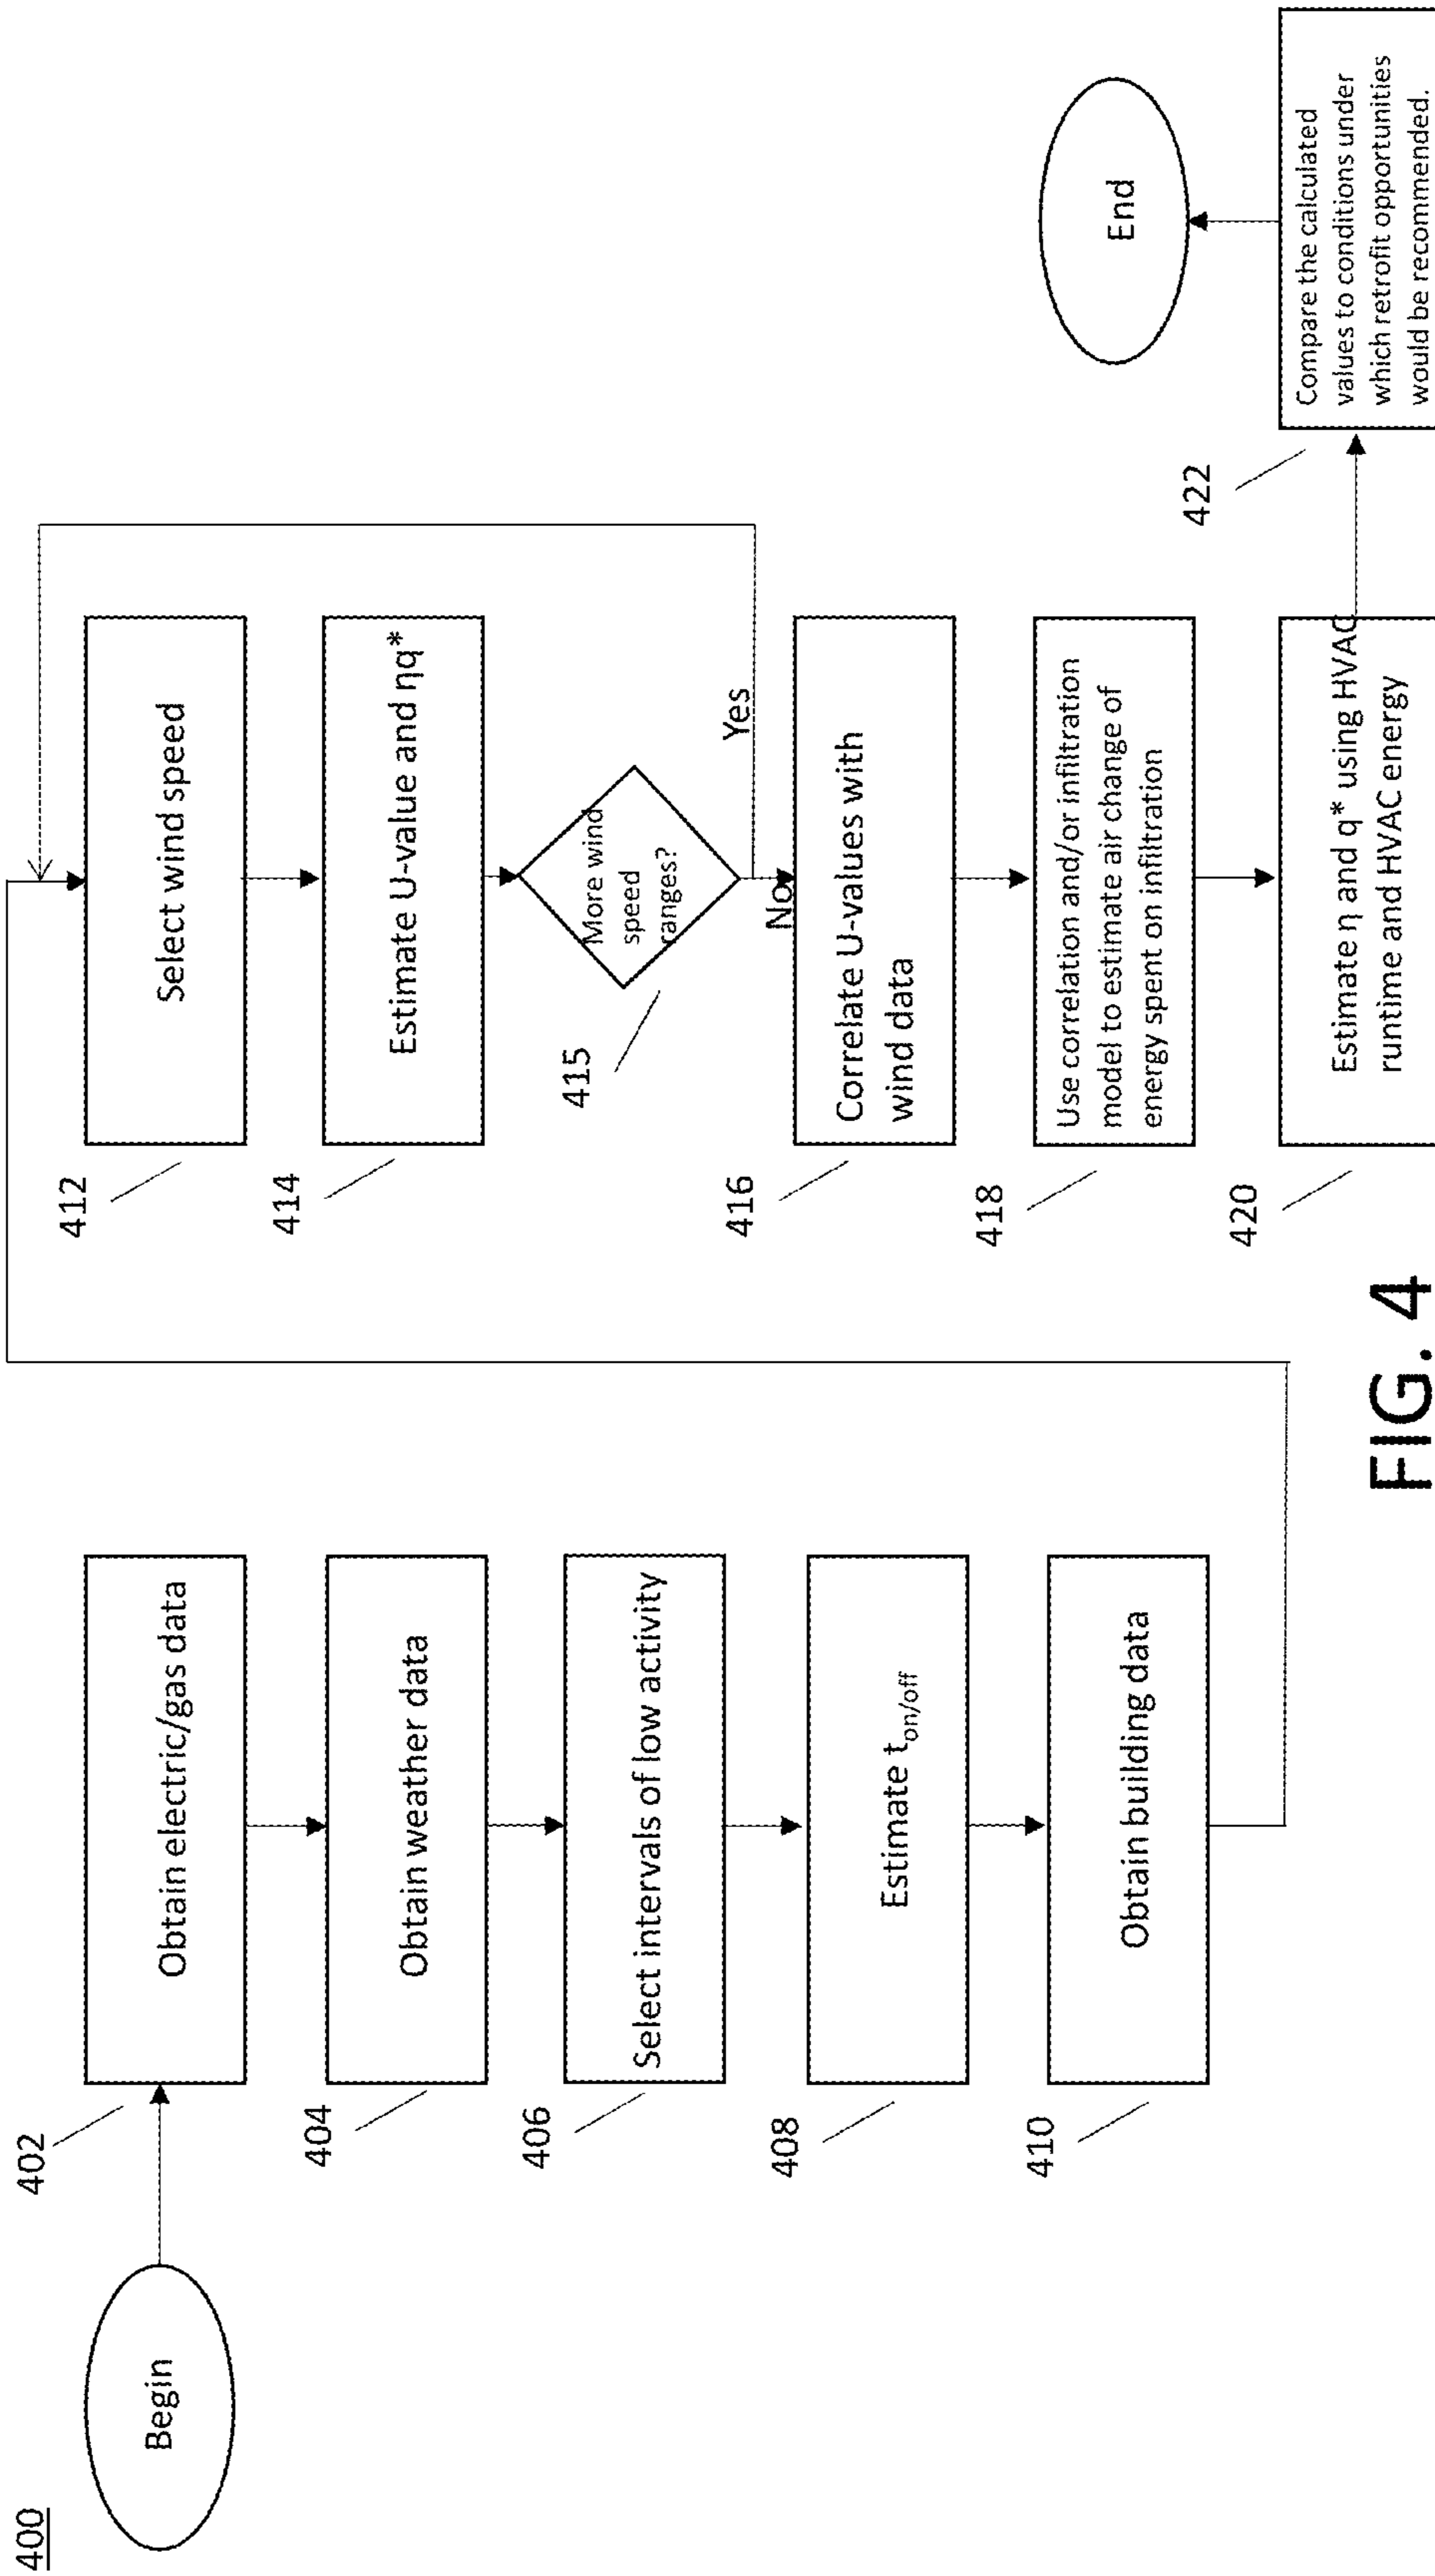 400
Begin
402
Obtain electric/gas data
404
Obtain weather data
406
Select intervals of low activity
408
Estimate t on/off
410
Obtain building data
412
Select wind speed
414
Estimate U-value and ηq*
415
More wind
speed
ranges?
Yes
No
416
Correlate U-values with
wind data
418
Use correlation and/or infiltration
model to estimate air change of
energy spent on infiltration
420
Estimate η and q* using HVAC
runtime and HVAC energy
422
Compare the calculated
values to conditions under
which retrofit opportunities
would be recommended.
End
FIG. 4